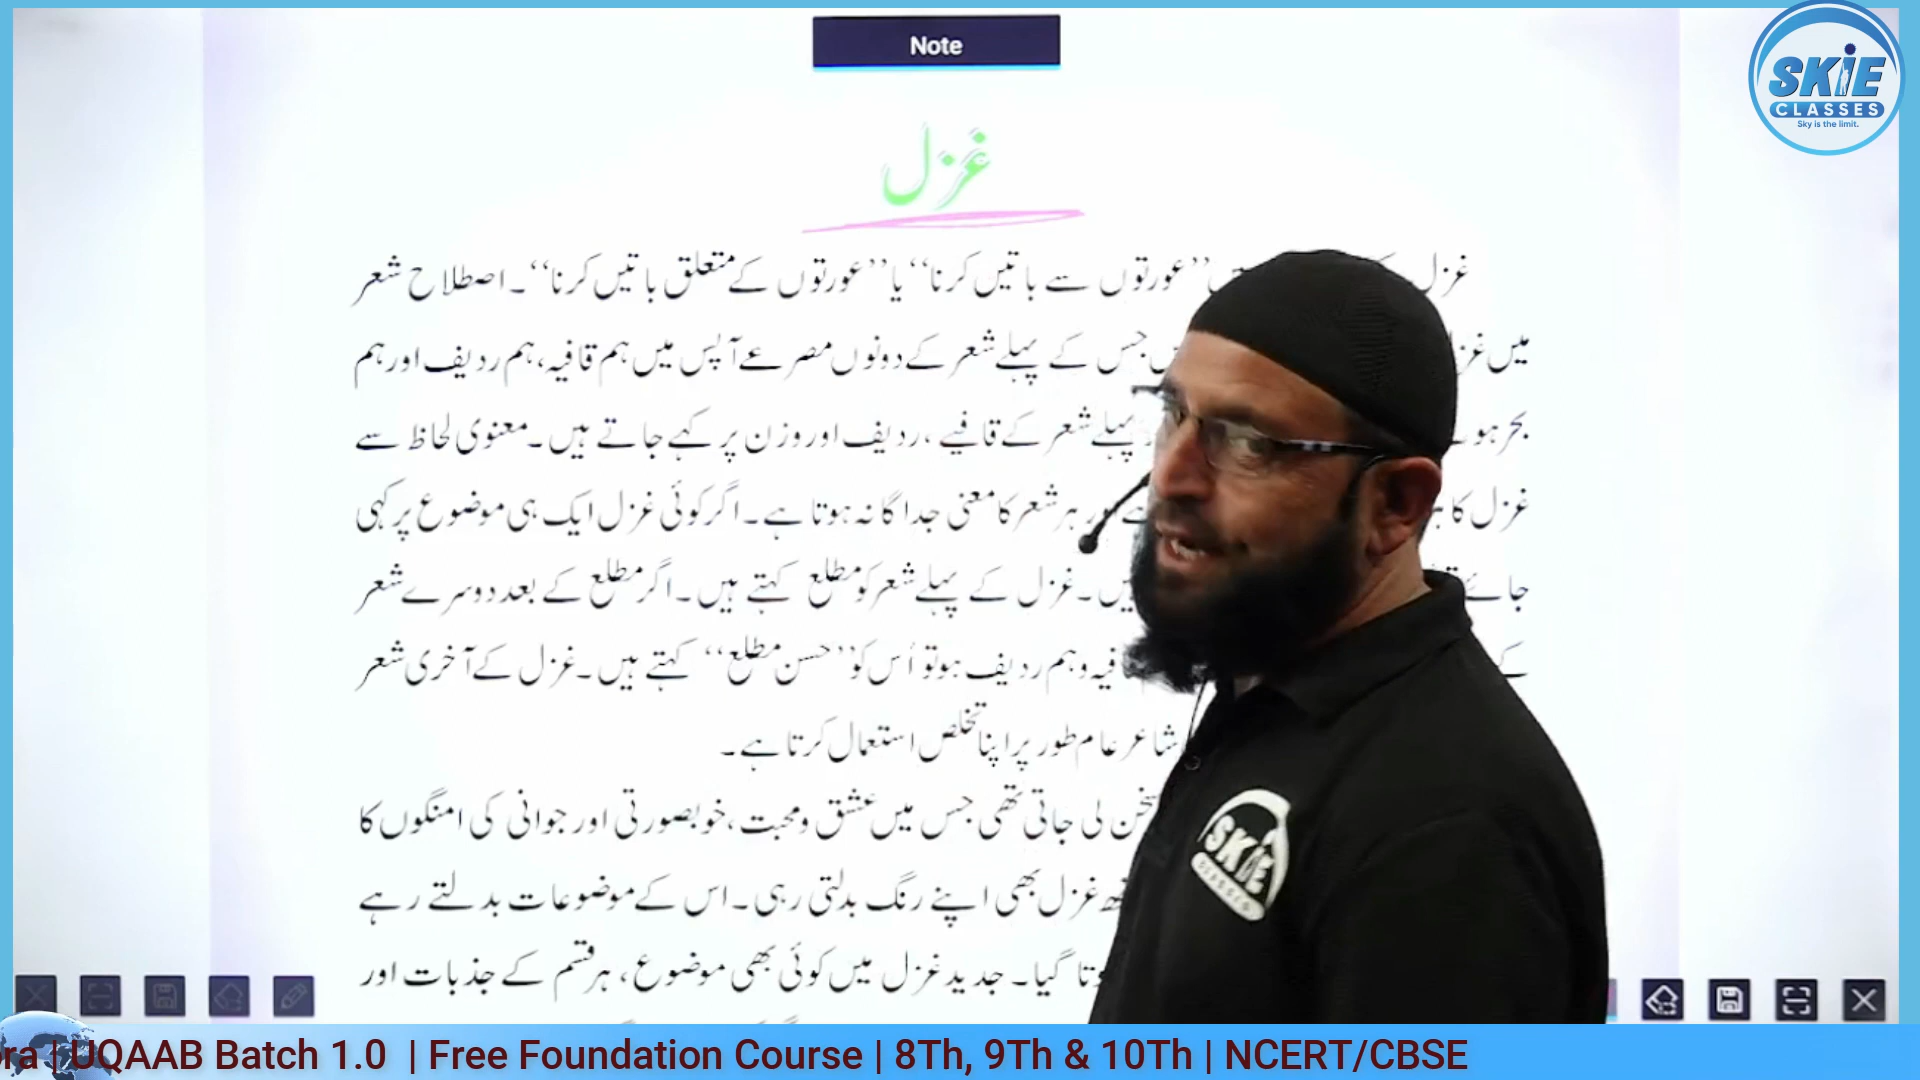 Note
SKIE
CLASSES
Sky is the limit.
غزل
غزل ’’عورتوں سے باتیں کرنا‘‘ یا ’’عورتوں کے متعلق باتیں کرنا‘‘۔ اصطلاح شعر
میں جس کے پہلے شعر کے دونوں مصرعے آپس میں ہم قافیہ، ہم ردیف اور ہم
بحر پہلے شعر کے قافیے، ردیف اور وزن پر کہے جاتے ہیں۔ معنوی لحاظ سے
غزل کا ہر شعر کا معنی جداگانہ ہوتا ہے۔ اگر کوئی غزل ایک ہی موضوع پر کہی
جائے غزل کے پہلے شعر کو مطلع کہتے ہیں۔ اگر مطلع کے بعد دوسرے شعر
کے وہم ردیف ہو تو اُس کو ’’حسن مطلع‘‘ کہتے ہیں۔ غزل کے آخری شعر
شاعر عام طور پر اپنا تخلص استعمال کرتا ہے۔
لی جاتی تھی جس میں عشق ومحبت، خوبصورتی اور جوانی کی امنگوں کا
غزل بھی اپنے رنگ بدلتی رہی۔ اس کے موضوعات بدلتے رہے
گیا۔ جدید غزل میں کوئی بھی موضوع، ہر قسم کے جذبات اور
SKIE
CLASSES
UQAAB Batch 1.0 | Free Foundation Course | 8Th, 9Th & 10Th | NCERT/CBSE